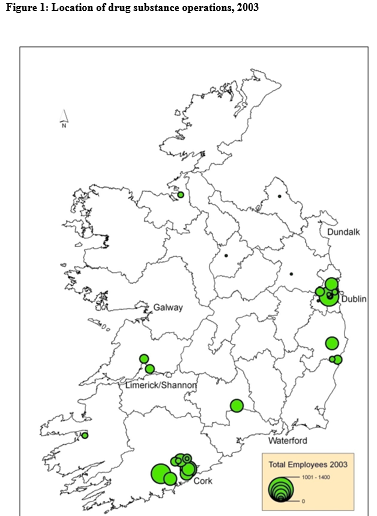 Figure 1: Location of drug substance operations, 2003
N
Dundalk
Dublin
Galway
Limerick/Shannon
Waterford
Cork
Total Employees 2003
1001 - 1400
0